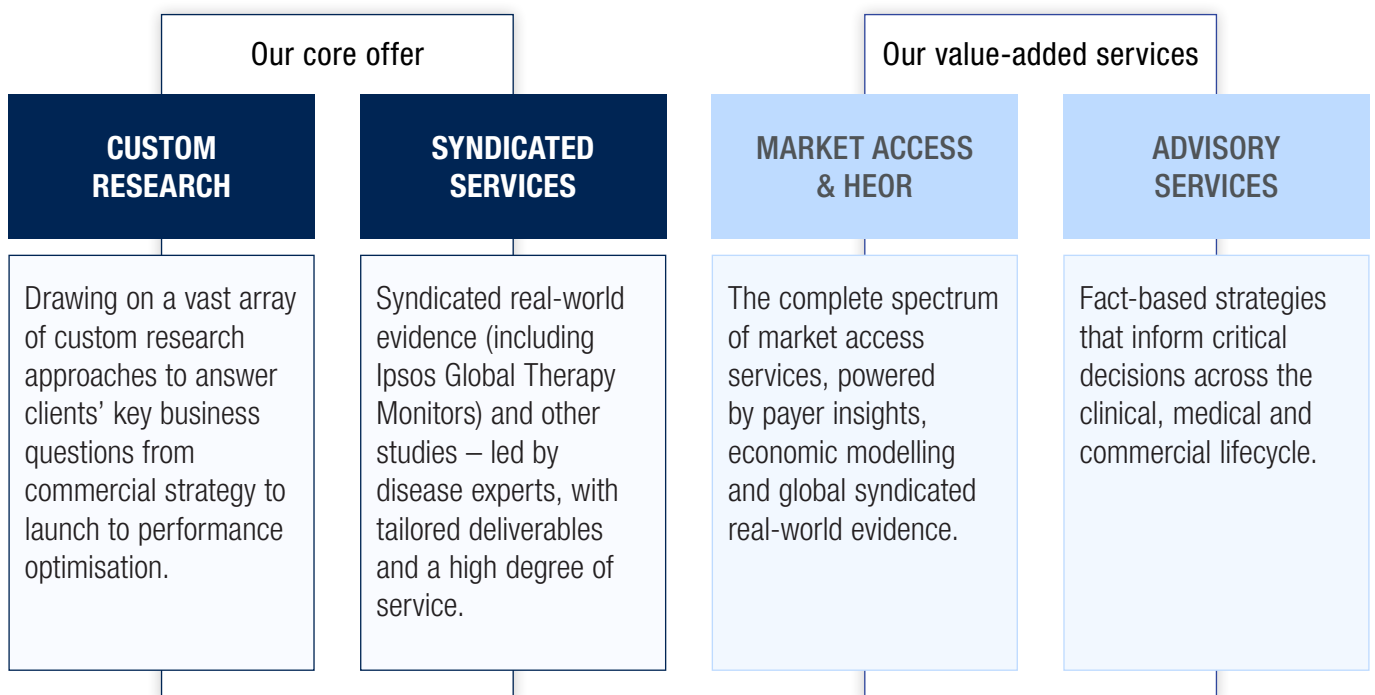 Our core offer
CUSTOM
RESEARCH
Drawing on a vast array
of custom research
approaches to answer
clients’ key business
questions from
commercial strategy to
launch to performance
optimisation.
SYNDICATED
SERVICES
Syndicated real-world
evidence (including
Ipsos Global Therapy
Monitors) and other
studies – led by
disease experts, with
tailored deliverables
and a high degree of
service.
Our value-added services
MARKET ACCESS
& HEOR
The complete spectrum
of market access
services, powered
by payer insights,
economic modelling
and global syndicated
real-world evidence.
ADVISORY
SERVICES
Fact-based strategies
that inform critical
decisions across the
clinical, medical and
commercial lifecycle.